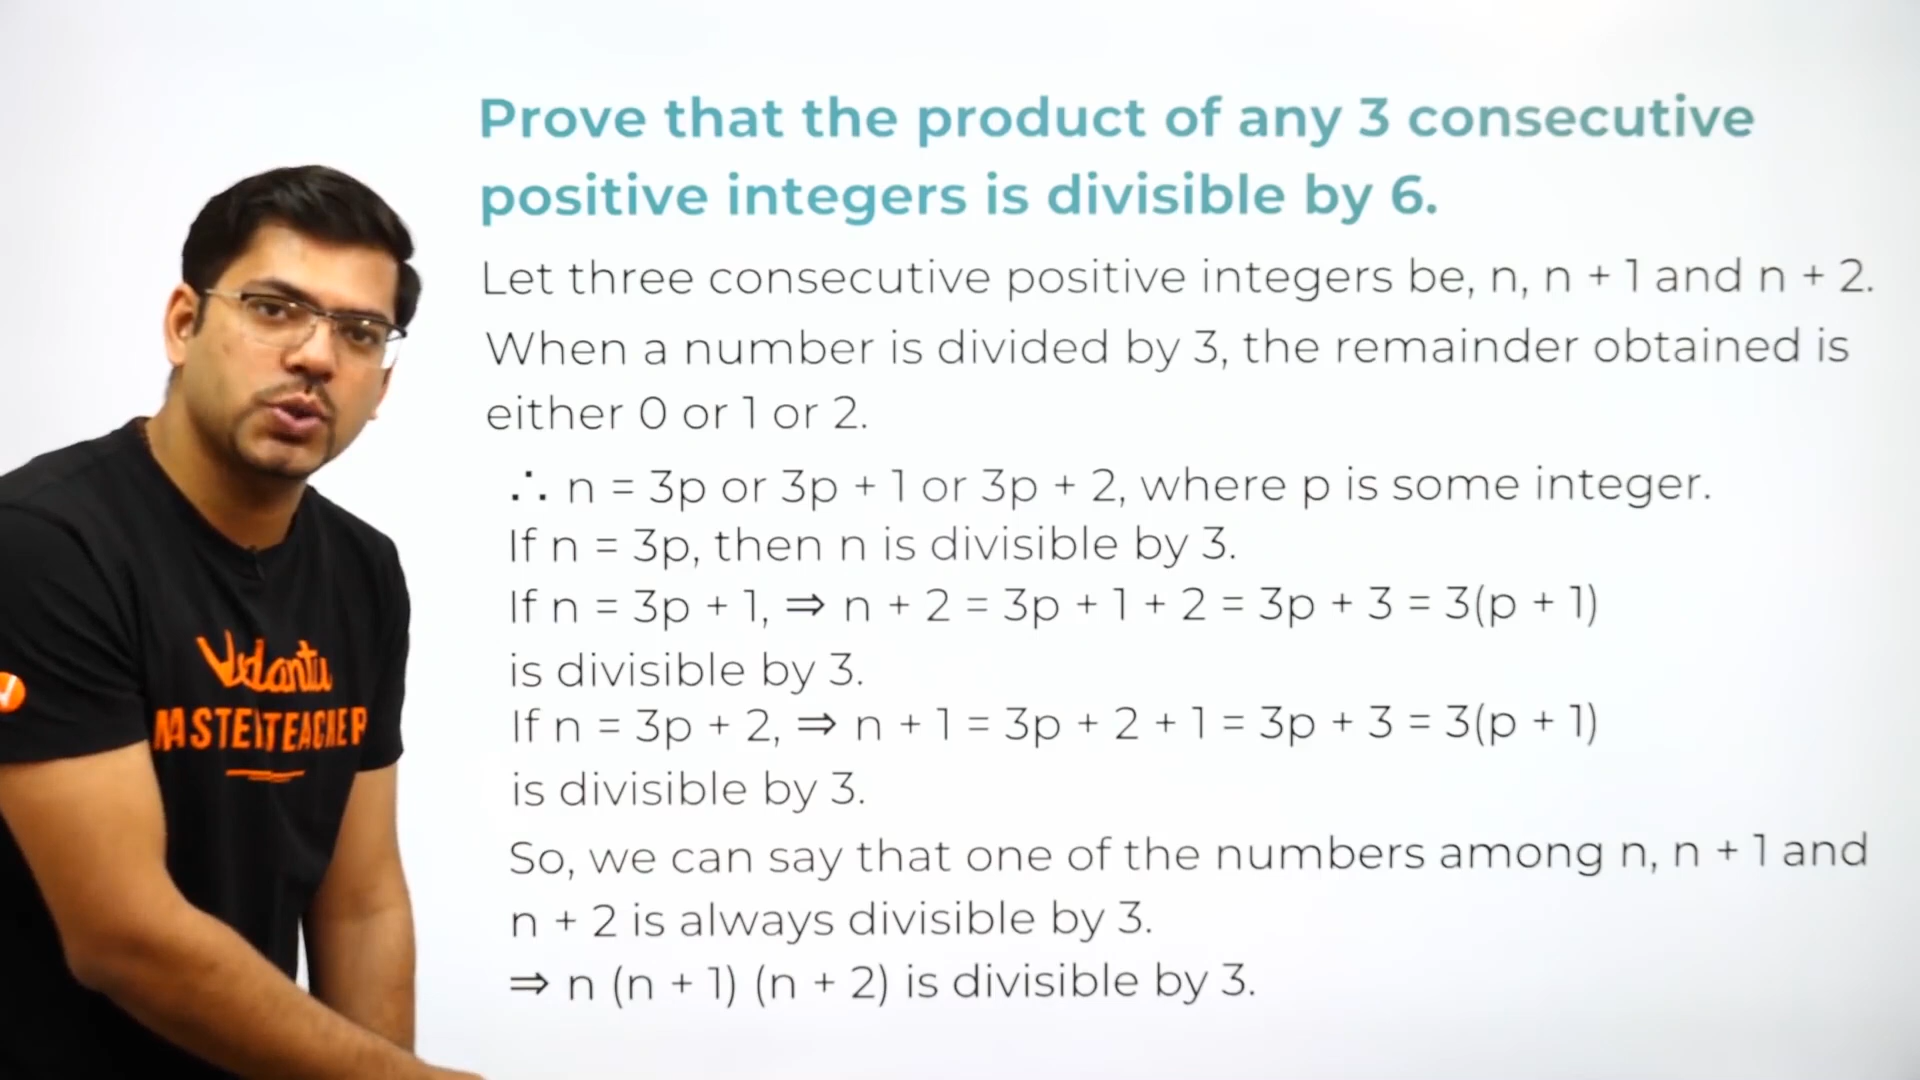 Prove that the product of any 3 consecutive
positive integers is divisible by 6.
Let three consecutive positive integers be, n, n + 1 and n + 2.
When a number is divided by 3, the remainder obtained is
either 0 or 1 or 2.
∴ n = 3p or 3p + 1 or 3p + 2, where p is some integer.
If n = 3p, then n is divisible by 3.
If n = 3p + 1, ⇒ n + 2 = 3p + 1 + 2 = 3p + 3 = 3(p + 1)
is divisible by 3.
If n = 3p + 2, ⇒ n + 1 = 3p + 2 + 1 = 3p + 3 = 3(p + 1)
is divisible by 3.
So, we can say that one of the numbers among n, n + 1 and
n + 2 is always divisible by 3.
⇒ n (n + 1) (n + 2) is divisible by 3.
Vedantu
MASTER TEACHER